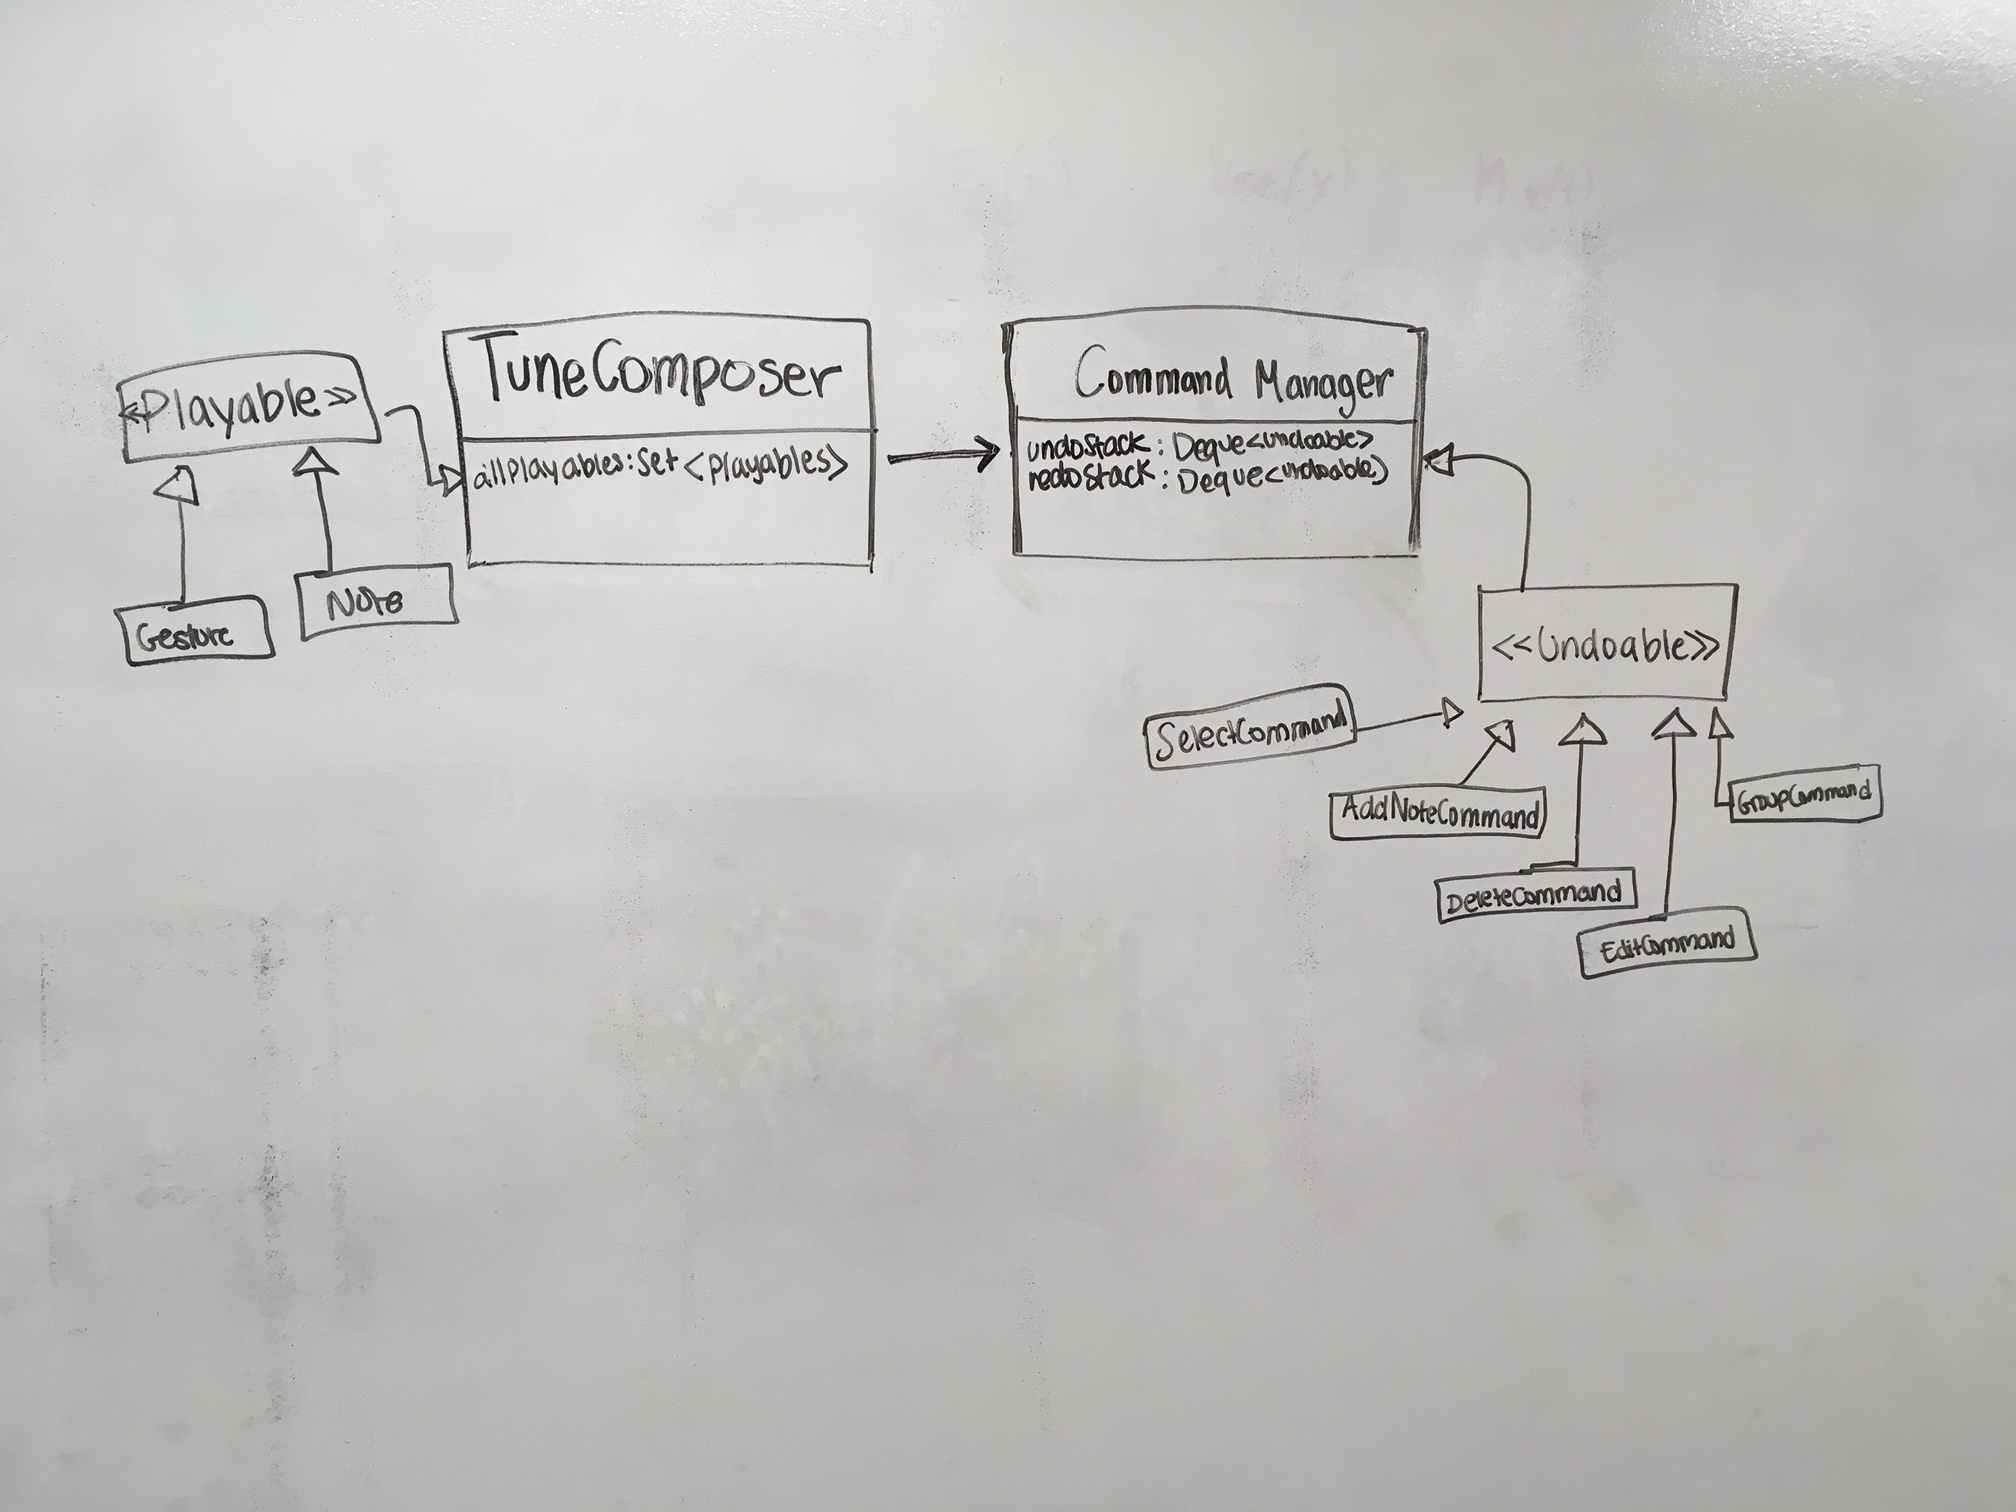 <<Playable>>
Gesture
Note
TuneComposer
allPlayables: Set<playables>
Command Manager
undoStack: Deque<undoable>
redoStack: Deque<undoable>
<<Undoable>>
SelectCommand
AddNoteCommand
DeleteCommand
EditCommand
GroupCommand